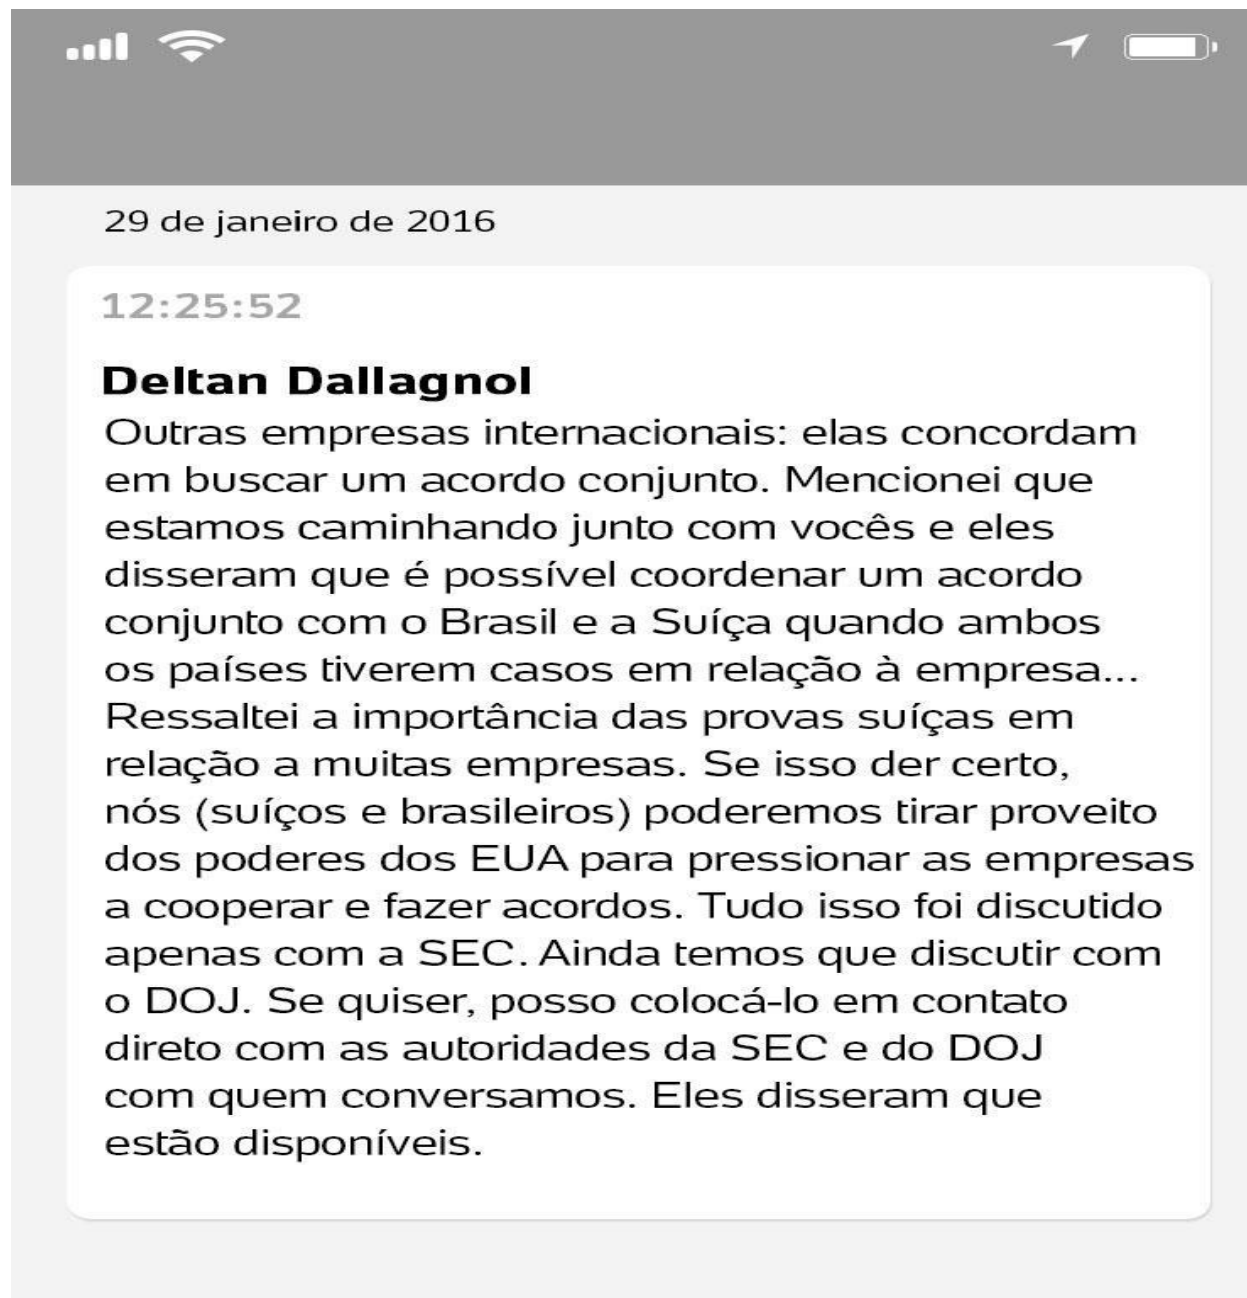 29 de janeiro de 2016
12:25:52
Deltan Dallagnol
Outras empresas internacionais: elas concordam
em buscar um acordo conjunto. Mencionei que
estamos caminhando junto com vocês e eles
disseram que é possível coordenar um acordo
conjunto com o Brasil e a Suíça quando ambos
os países tiverem casos em relação à empresa...
Ressaltei a importância das provas suíças em
relação a muitas empresas. Se isso der certo,
nós (suíços e brasileiros) poderemos tirar proveito
dos poderes dos EUA para pressionar as empresas
a cooperar e fazer acordos. Tudo isso foi discutido
apenas com a SEC. Ainda temos que discutir com
o DOJ. Se quiser, posso colocá-lo em contato
direto com as autoridades da SEC e do DOJ
com quem conversamos. Eles disseram que
estão disponíveis.